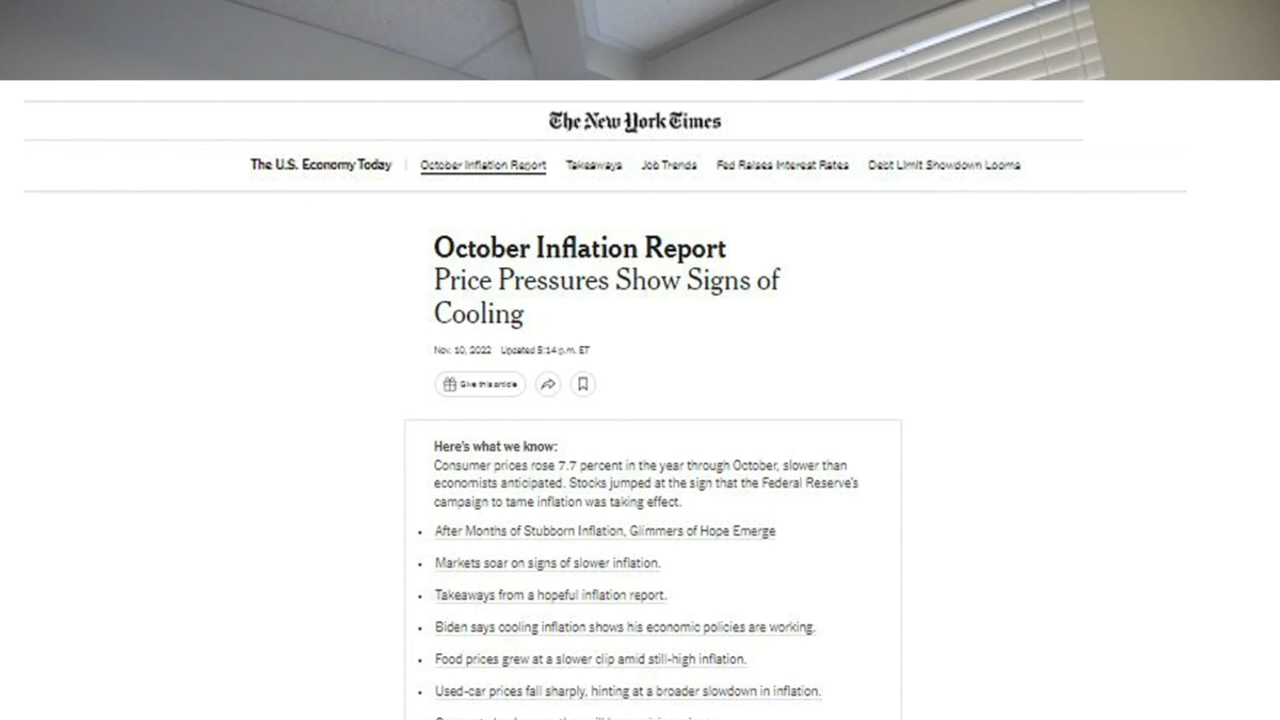 The New York Times
The U.S. Economy Today | October Inflation Report Takeaways Job Trends Fed Raises Interest Rates Debt Limit Showdown Looms
October Inflation Report
Price Pressures Show Signs of
Cooling
Nov. 10, 2022 Updated 5:14 p.m. ET
Give this article
Here's what we know:
Consumer prices rose 7.7 percent in the year through October, slower than
economists anticipated. Stocks jumped at the sign that the Federal Reserve's
campaign to tame inflation was taking effect.
• After Months of Stubborn Inflation, Glimmers of Hope Emerge
• Markets soar on signs of slower inflation.
• Takeaways from a hopeful inflation report.
• Biden says cooling inflation shows his economic policies are working.
• Food prices grew at a slower clip amid still-high inflation.
• Used-car prices fall sharply, hinting at a broader slowdown in inflation.